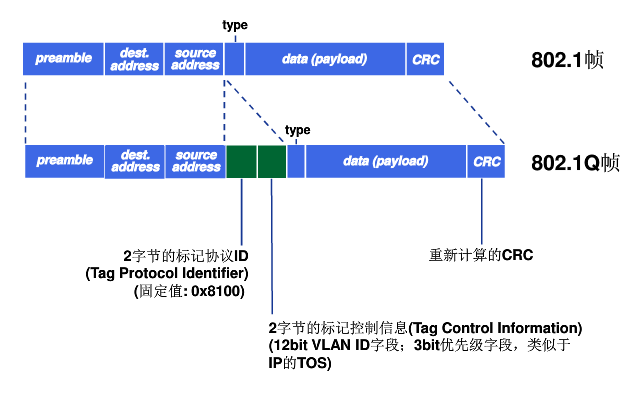 type
preamble dest. address source address data (payload) CRC 802.1帧
type
preamble dest. address source address data (payload) CRC 802.1Q帧
2字节的标记协议ID
(Tag Protocol Identifier)
(固定值: 0x8100)
重新计算的CRC
2字节的标记控制信息(Tag Control Information)
(12bit VLAN ID字段；3bit优先级字段，类似于
IP的TOS)